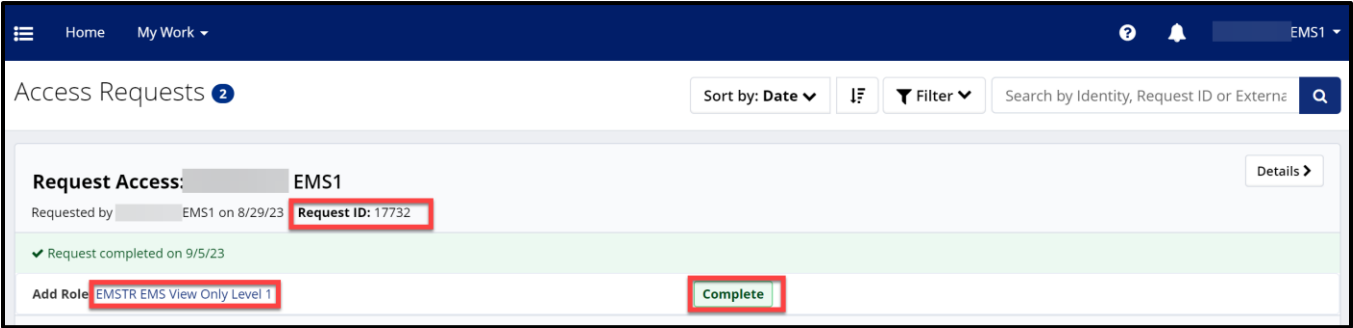 Home My Work EMS1
Access Requests 2 Sort by: Date Filter Search by Identity, Request ID or Externa
Request Access: EMS1 Details
Requested by EMS1 on 8/29/23 Request ID: 17732
Request completed on 9/5/23
Add Role EMSTR EMS View Only Level 1 Complete